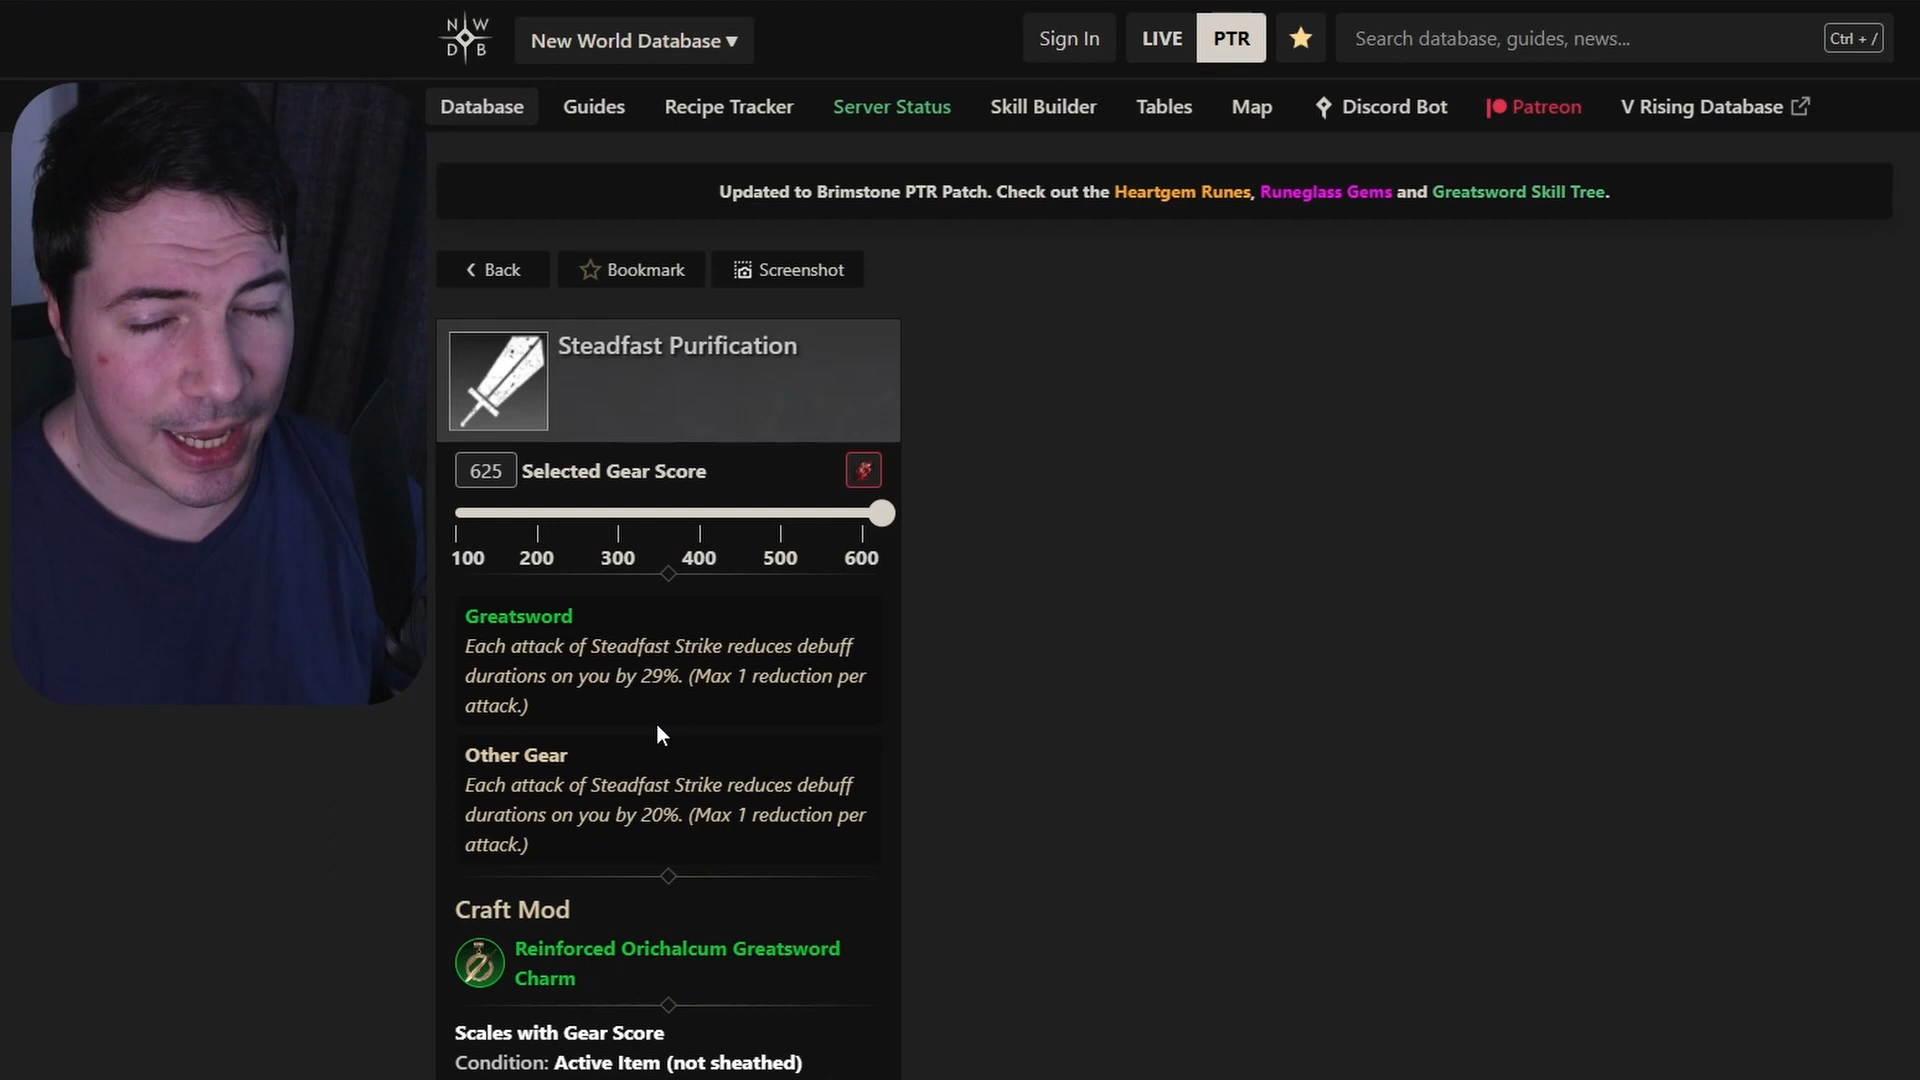 NW
DB
New World Database ▼
Sign In
LIVE
PTR
Search database, guides, news...
Ctrl + /
Database
Guides
Recipe Tracker
Server Status
Skill Builder
Tables
Map
Discord Bot
Patreon
V Rising Database
Updated to Brimstone PTR Patch. Check out the Heartgem Runes, Runeglass Gems and Greatsword Skill Tree.
Back
Bookmark
Screenshot
Steadfast Purification
625 Selected Gear Score
100 200 300 400 500 600
Greatsword
Each attack of Steadfast Strike reduces debuff
durations on you by 29%. (Max 1 reduction per
attack.)
Other Gear
Each attack of Steadfast Strike reduces debuff
durations on you by 20%. (Max 1 reduction per
attack.)
Craft Mod
Reinforced Orichalcum Greatsword
Charm
Scales with Gear Score
Condition: Active Item (not sheathed)